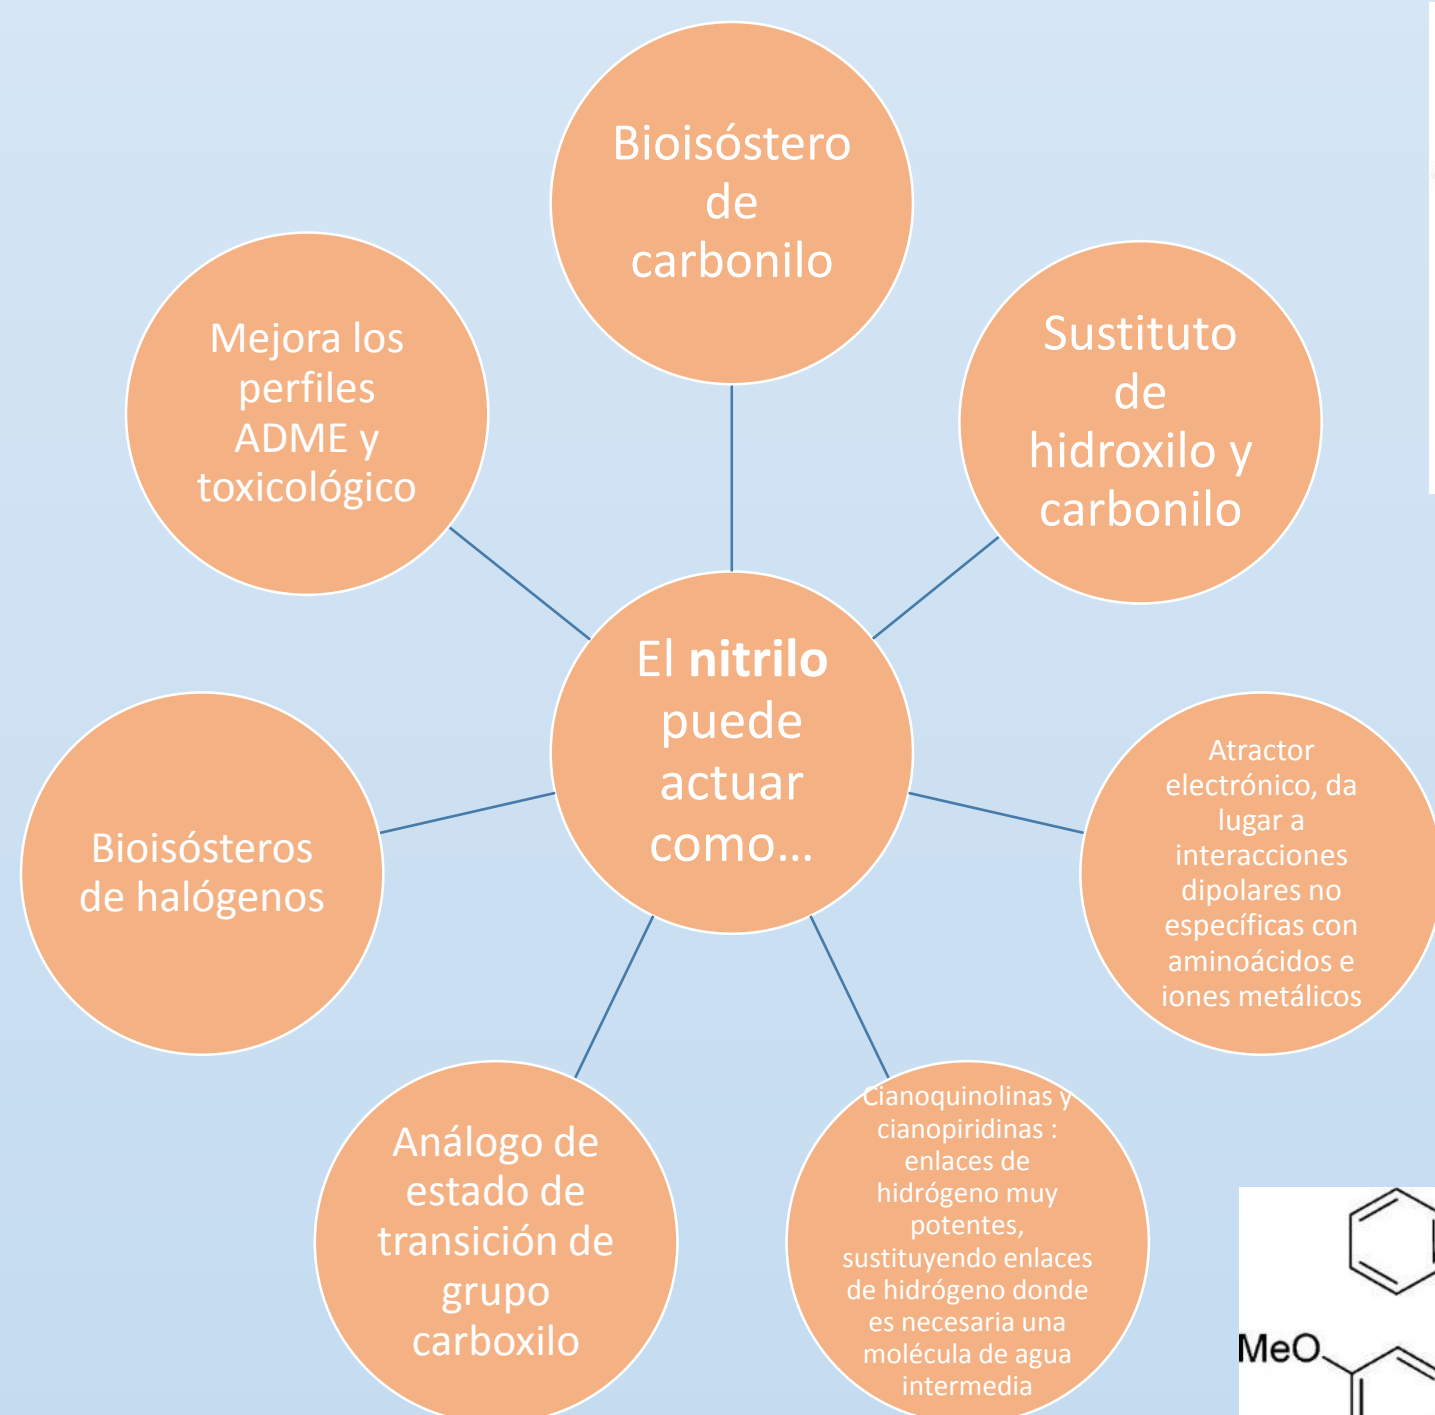 Bioisóstero
de
carbonilo
Sustituto
de
hidroxilo y
carbonilo
Mejora los
perfiles
ADME y
toxicológico
El nitrilo
puede
actuar
como...
Atractor
electrónico, da
lugar a
interacciones
dipolares no
específicas con
aminoácidos e
iones metálicos
Bioisósteros
de halógenos
Cianoquinolinas y
cianopiridinas :
enlaces de
hidrógeno muy
potentes,
sustituyendo enlaces
de hidrógeno donde
es necesaria una
molécula de agua
intermedia
Análogo de
estado de
transición de
grupo
carboxilo
MeO